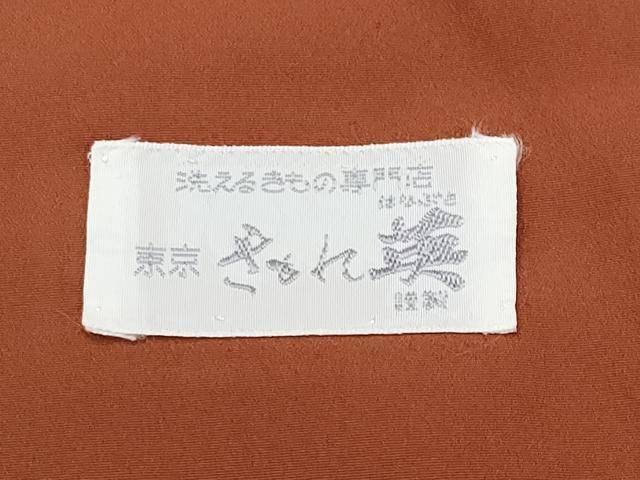 洗えるきもの専門店
はなぶさ
東京 きもれ英
謹製